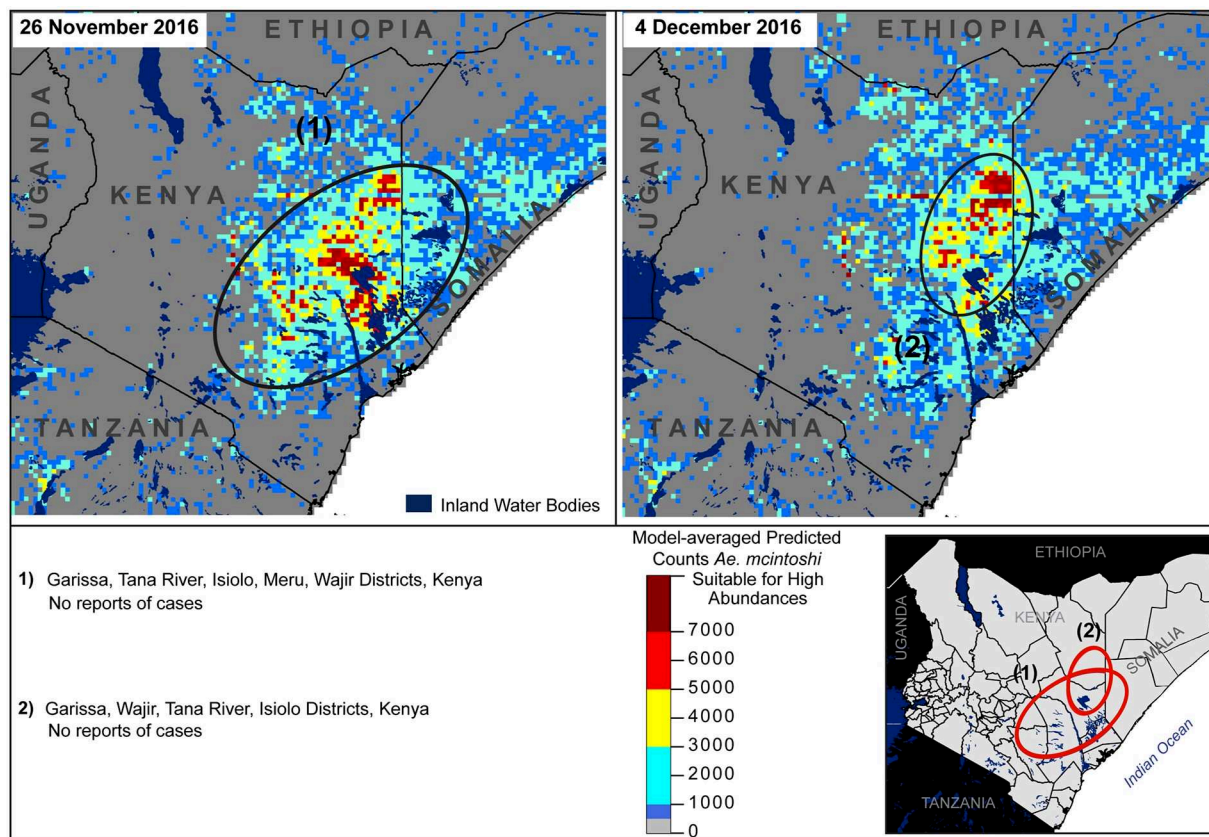 26 November 2016
ETHIOPIA
(1)
UGANDA
KENYA
SOMALIA
TANZANIA
Inland Water Bodies
4 December 2016
ETHIOPIA
UGANDA
KENYA
SOMALIA
(2)
TANZANIA
1) Garissa, Tana River, Isiolo, Meru, Wajir Districts, Kenya
No reports of cases
2) Garissa, Wajir, Tana River, Isiolo Districts, Kenya
No reports of cases
Model-averaged Predicted
Counts Ae. mcintoshi
Suitable for High
Abundances
7000
6000
5000
4000
3000
2000
1000
0
ETHIOPIA
UGANDA
KENYA
(2)
SOMALIA
(1)
Indian Ocean
TANZANIA